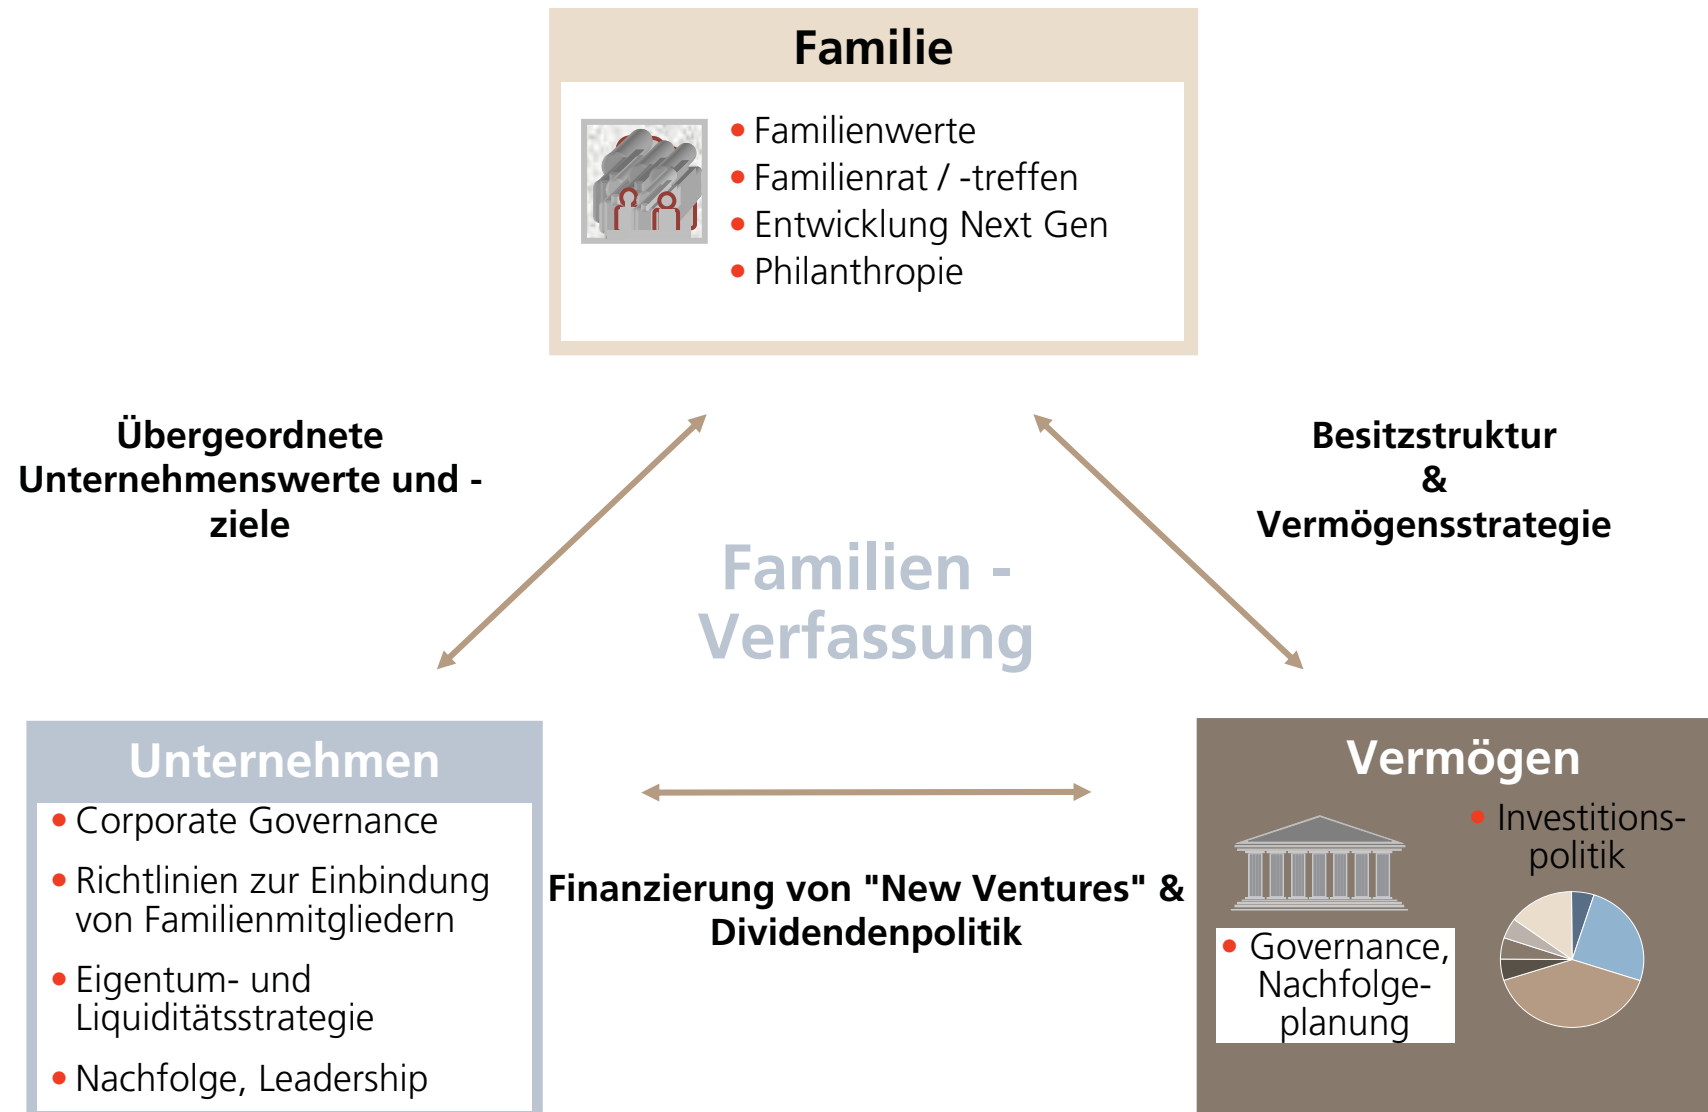 Familie
• Familienwerte
• Familienrat / -treffen
• Entwicklung Next Gen
• Philanthropie
Übergeordnete
Unternehmenswerte und -
ziele
Besitzstruktur
&
Vermögensstrategie
Familien -
Verfassung
Unternehmen
• Corporate Governance
• Richtlinien zur Einbindung
von Familienmitgliedern
• Eigentum- und
Liquiditätsstrategie
• Nachfolge, Leadership
Finanzierung von "New Ventures" &
Dividendenpolitik
Vermögen
• Investitions-
politik
• Governance,
Nachfolge-
planung